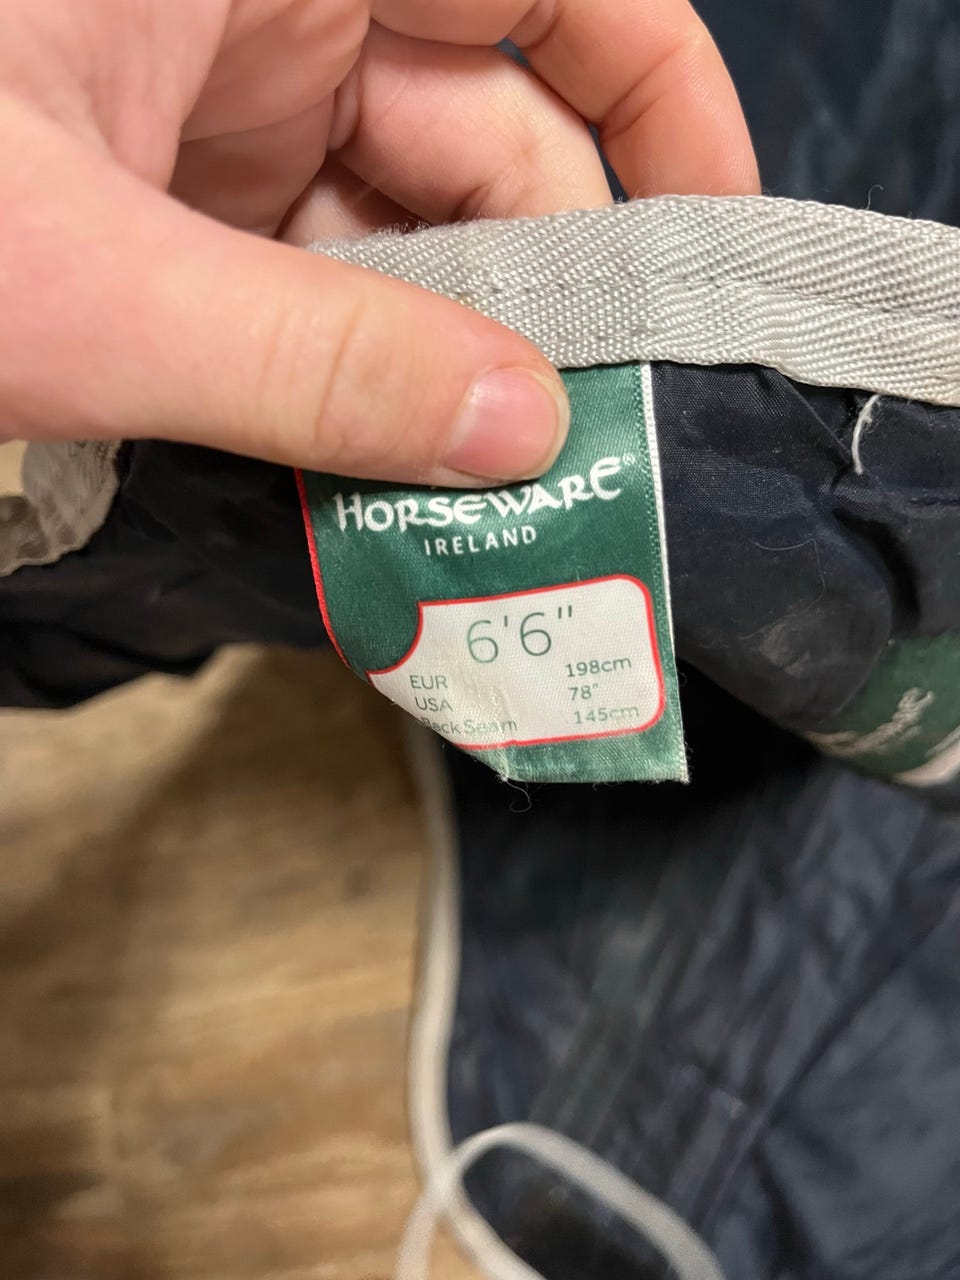 HORSEWARE®
IRELAND
6'6"
EUR 198cm
USA 78"
Back Seam 145cm